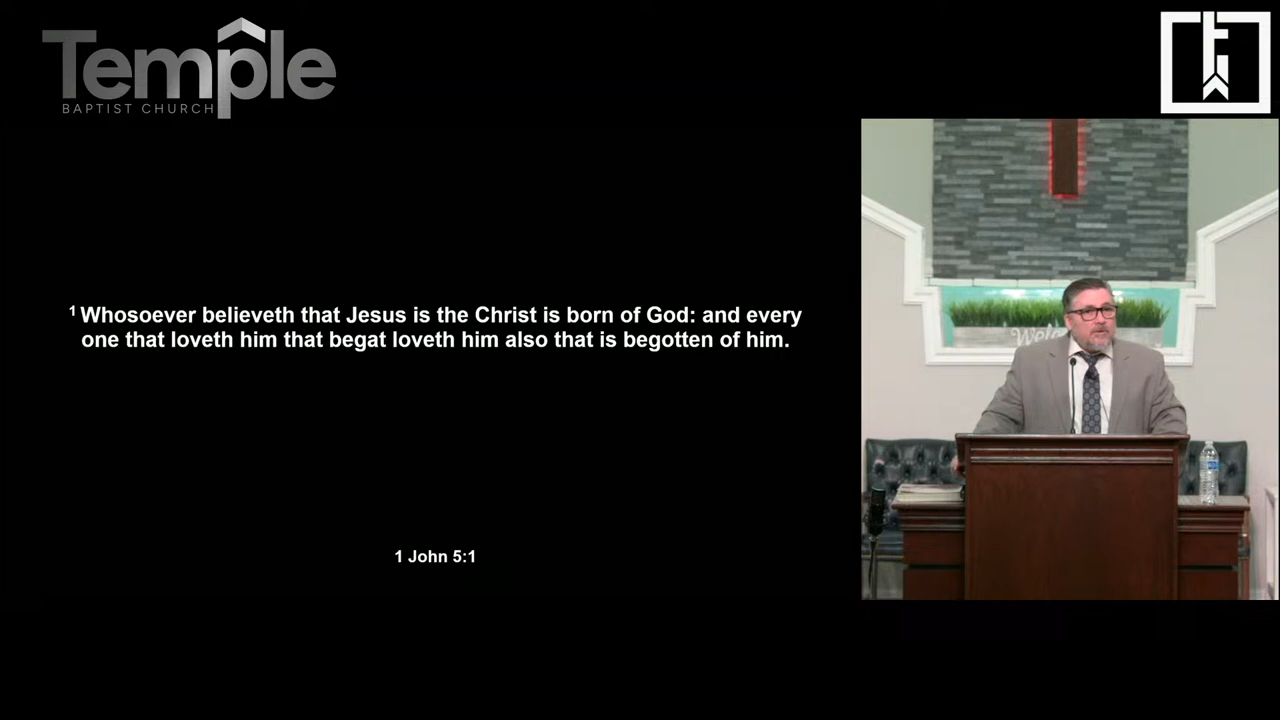 Temple
BAPTIST CHURCH
¹ Whosoever believeth that Jesus is the Christ is born of God: and every
one that loveth him that begat loveth him also that is begotten of him.
Welco
1 John 5:1